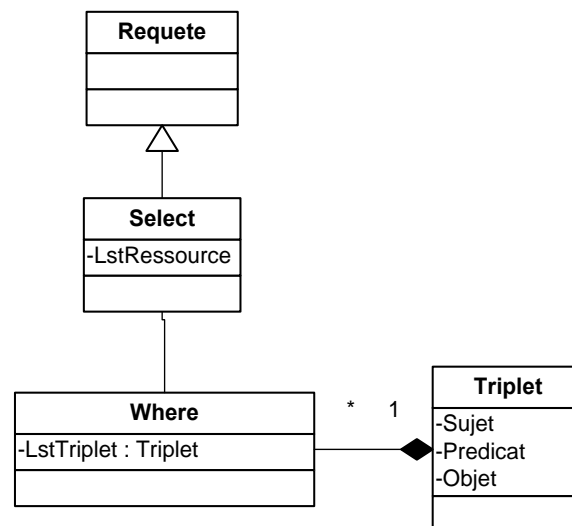 Requete
Select
-LstRessource
Where
-LstTriplet : Triplet
* 1
Triplet
-Sujet
-Predicat
-Objet